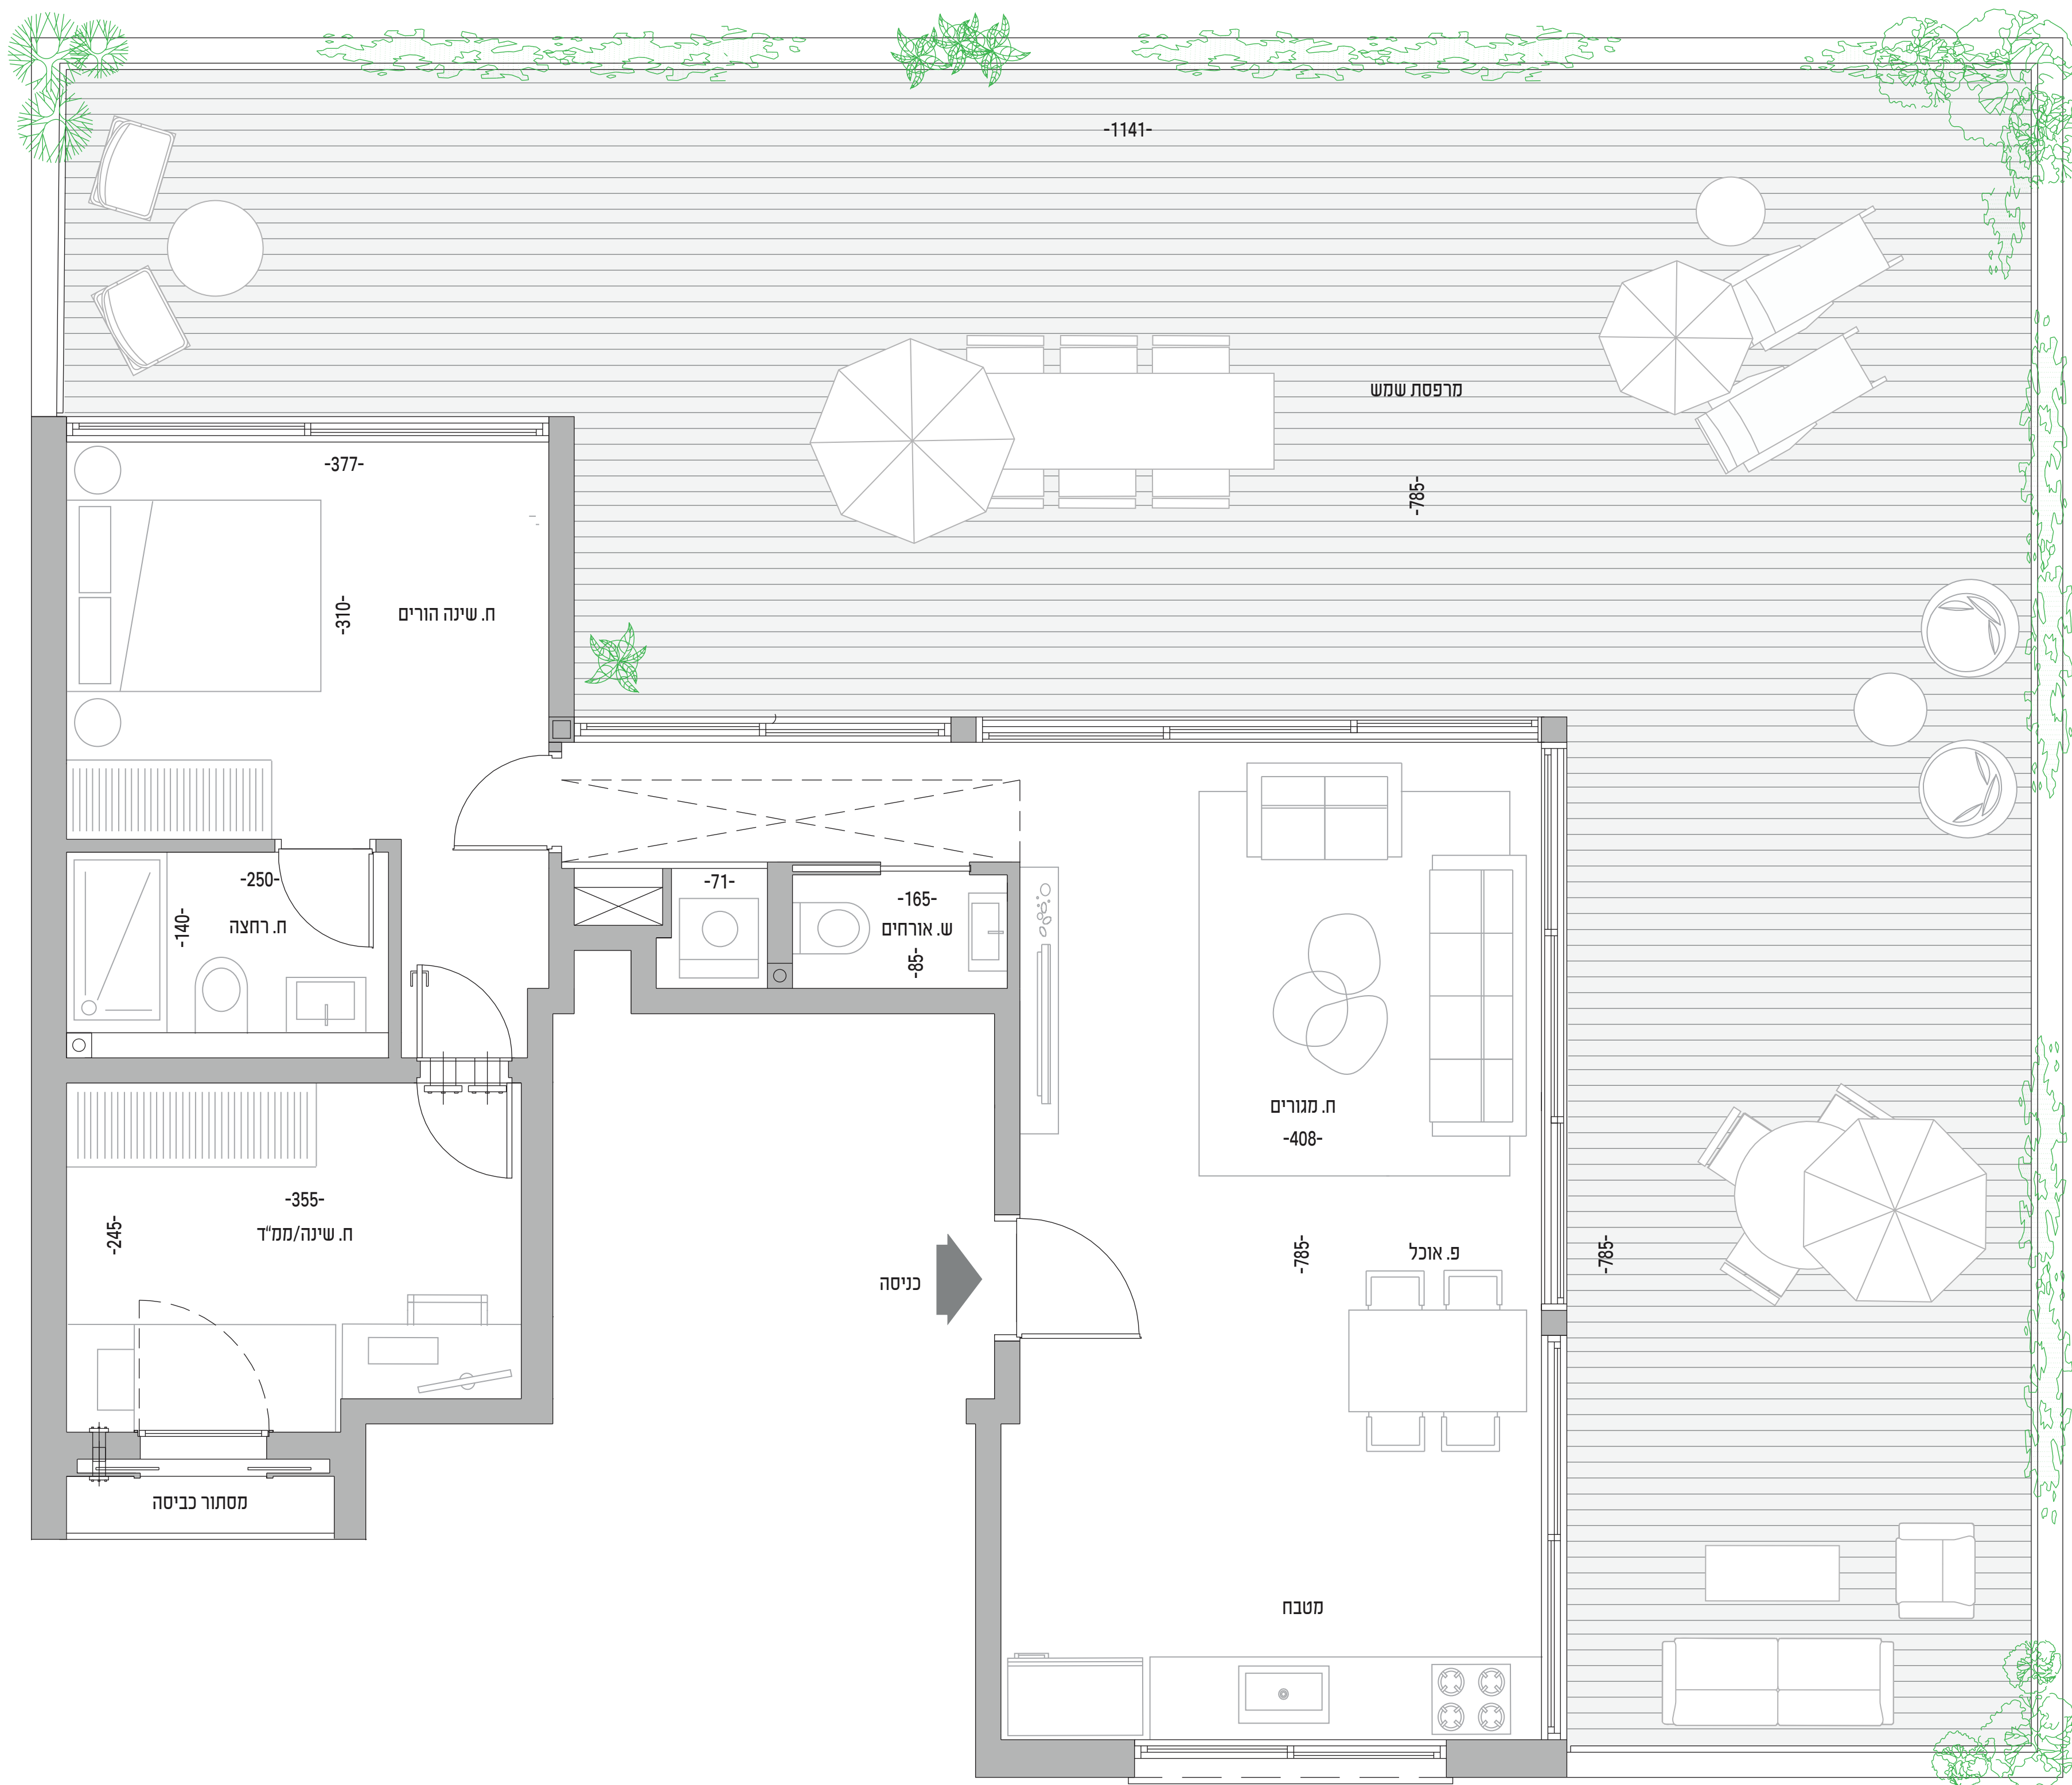 -1141-
מרפסת שמש
-785-
-377-
ח. שינה הורים
-310-
-250-
ח. רחצה
-140-
-71-
-165-
ש. אורחים
-85-
ח. מגורים
-408-
-355-
ח. שינה/ממ"ד
-245-
כניסה
-785-
פ. אוכל
-785-
מסתור כביסה
מטבח